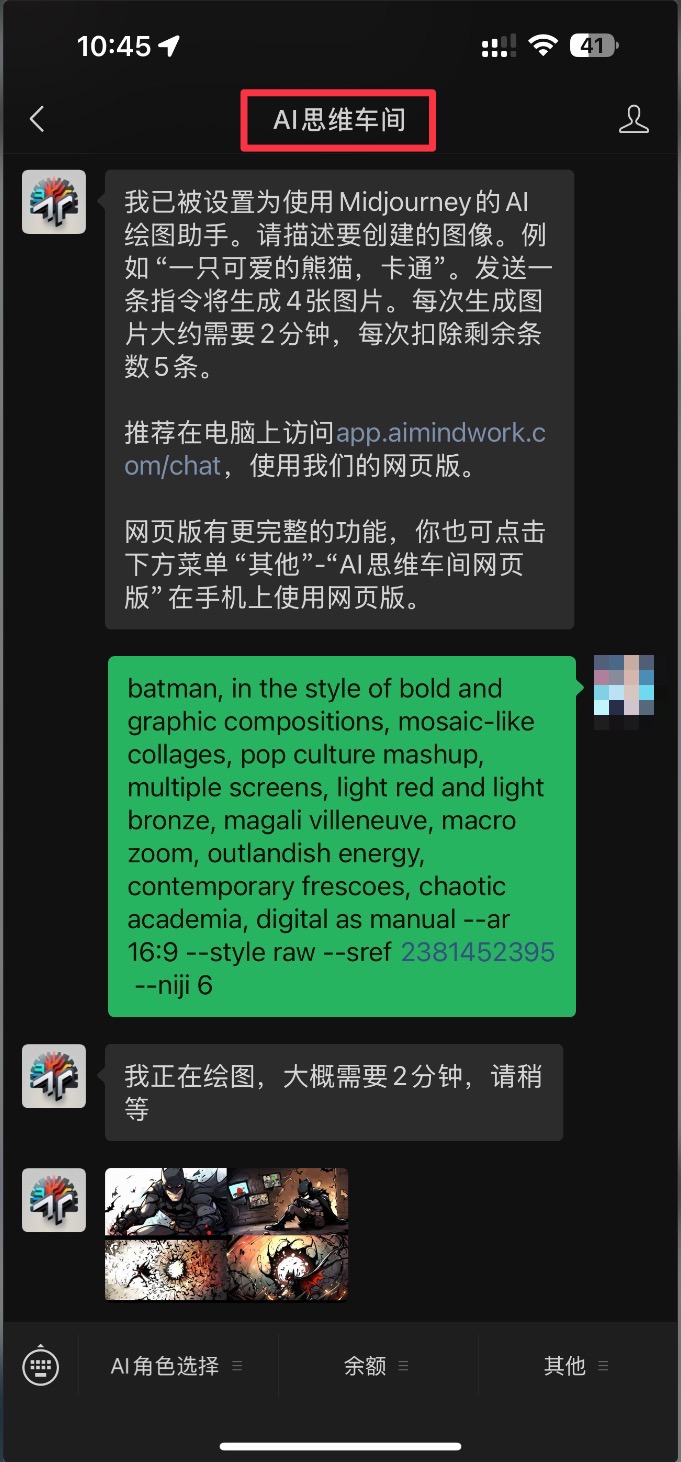 10:45
41
AI思维车间
我已被设置为使用Midjourney的AI
绘图助手。请描述要创建的图像。例
如“一只可爱的熊猫，卡通”。发送一
条指令将生成4张图片。每次生成图
片大约需要2分钟，每次扣除剩余条
数5条。
推荐在电脑上访问app.aimindwork.c
om/chat，使用我们的网页版。
网页版有更完整的功能，你也可点击
下方菜单“其他”-“AI思维车间网页
版”在手机上使用网页版。
batman, in the style of bold and
graphic compositions, mosaic-like
collages, pop culture mashup,
multiple screens, light red and light
bronze, magali villeneuve, macro
zoom, outlandish energy,
contemporary frescoes, chaotic
academia, digital as manual --ar
16:9 --style raw --sref 2381452395
--niji 6
我正在绘图，大概需要2分钟，请稍
等
AI角色选择
余额
其他